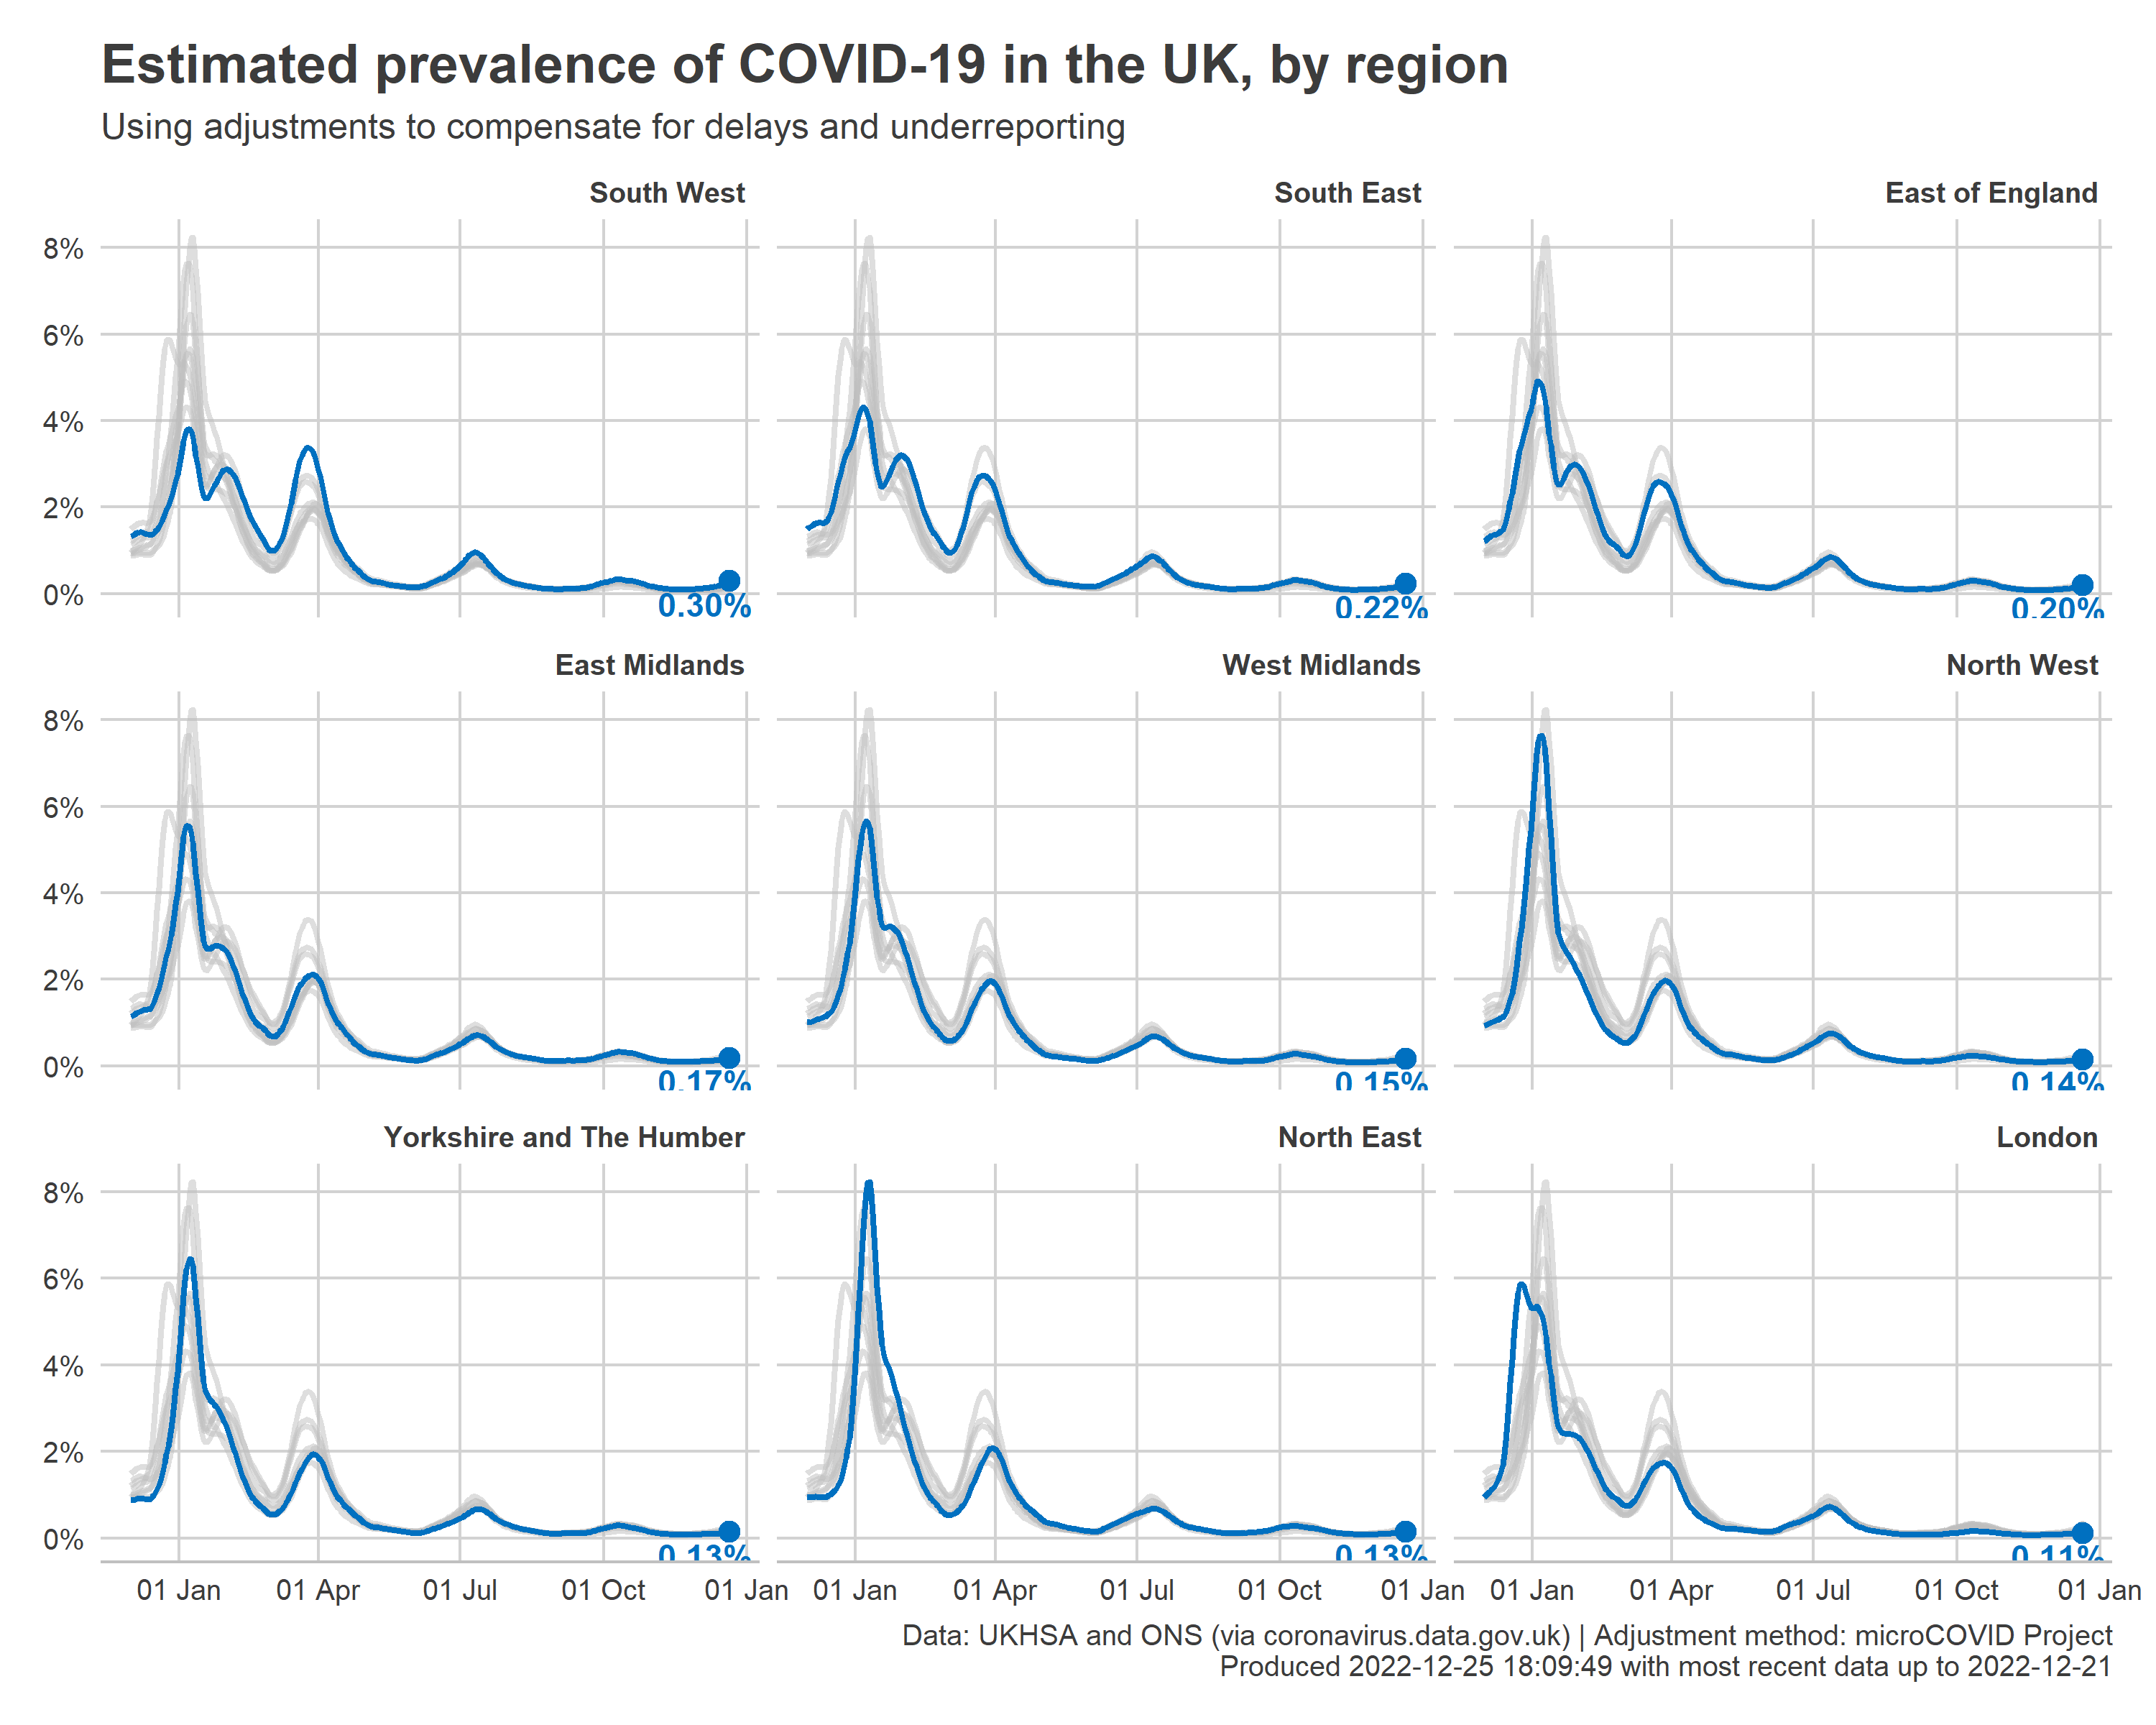 Estimated prevalence of COVID-19 in the UK, by region
Using adjustments to compensate for delays and underreporting
South West
South East
East of England
8%
6%
4%
2%
0%
0.30%
0.22%
0.20%
East Midlands
West Midlands
North West
8%
6%
4%
2%
0%
0.17%
0.15%
0.14%
Yorkshire and The Humber
North East
London
8%
6%
4%
2%
0%
0.13%
0.13%
0.11%
01 Jan 01 Apr 01 Jul 01 Oct 01 Jan 01 Jan 01 Apr 01 Jul 01 Oct 01 Jan 01 Jan 01 Apr 01 Jul 01 Oct 01 Jan
Data: UKHSA and ONS (via coronavirus.data.gov.uk) | Adjustment method: microCOVID Project
Produced 2022-12-25 18:09:49 with most recent data up to 2022-12-21